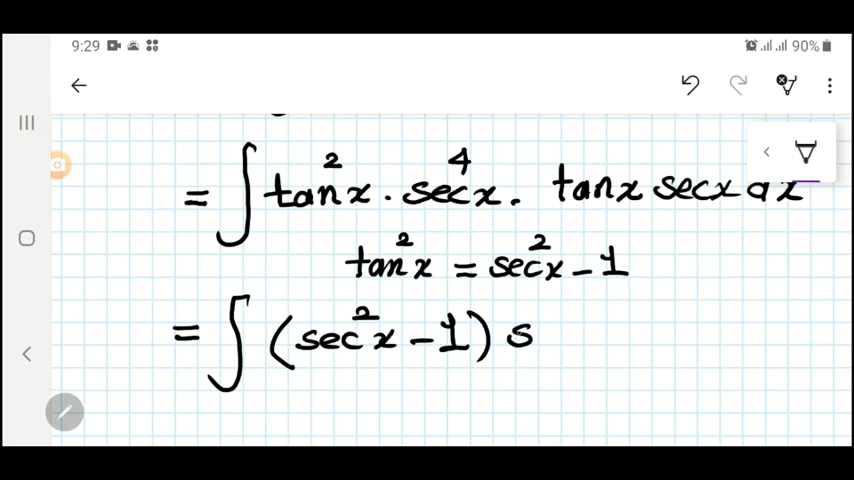 9:29 90%
= ∫ tan²x · sec⁴x · tanx secx dx
tan²x = sec²x − 1
= ∫ (sec²x − 1) s